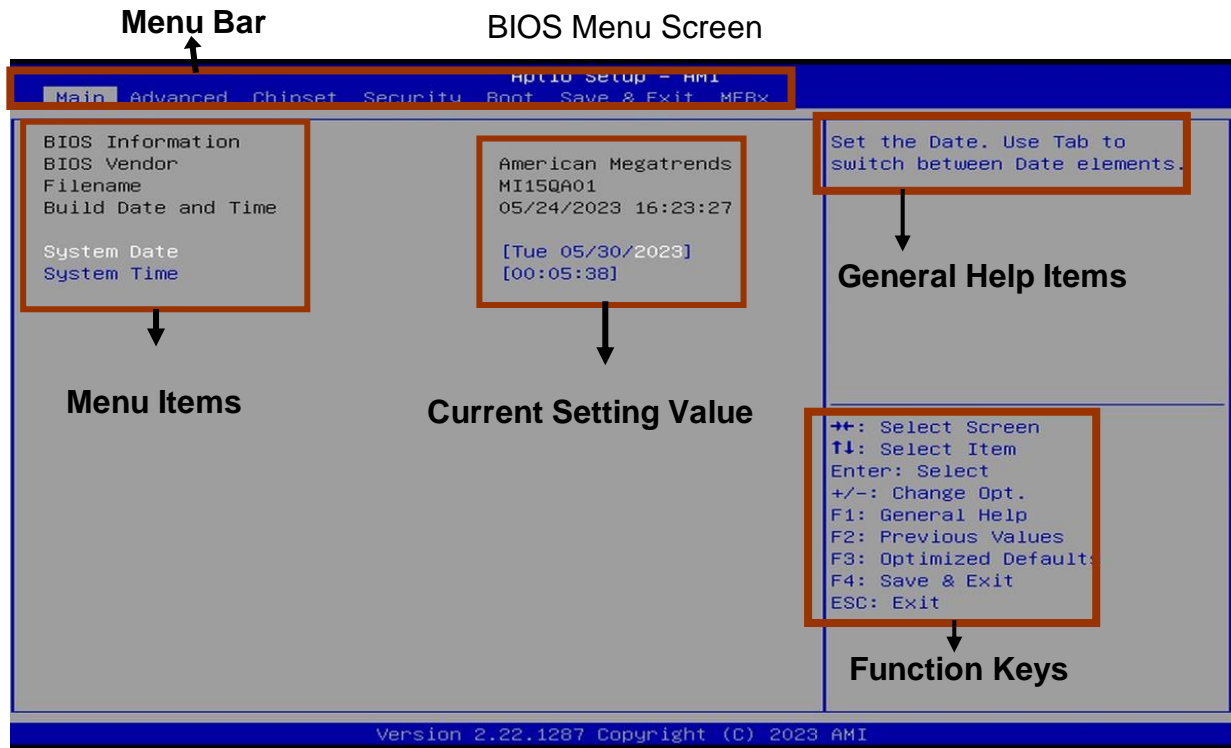 Menu Bar
BIOS Menu Screen
Aptio Setup – AMI
Main Advanced Chipset Security Boot Save & Exit MEBx
BIOS Information
BIOS Vendor American Megatrends
Filename MI15QA01
Build Date and Time 05/24/2023 16:23:27
System Date [Tue 05/30/2023]
System Time [00:05:38]
Menu Items
Current Setting Value
Set the Date. Use Tab to
switch between Date elements.
General Help Items
→←: Select Screen
↑↓: Select Item
Enter: Select
+/-: Change Opt.
F1: General Help
F2: Previous Values
F3: Optimized Defaults
F4: Save & Exit
ESC: Exit
Function Keys
Version 2.22.1287 Copyright (C) 2023 AMI